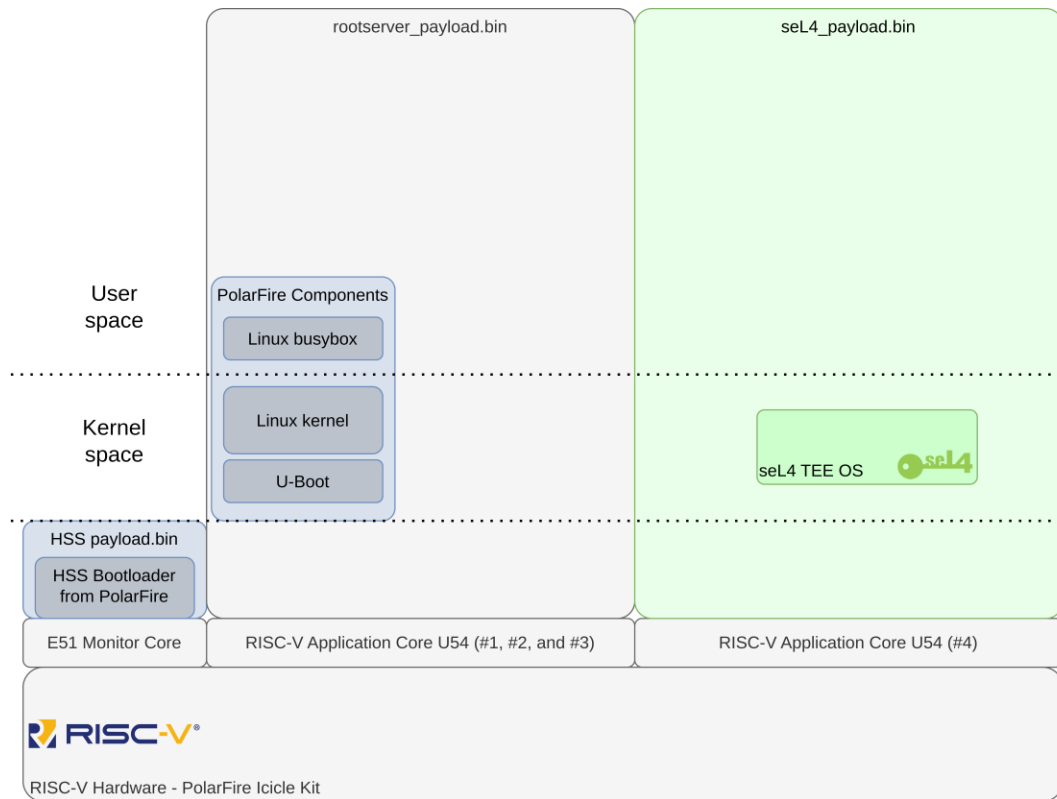 rootserver_payload.bin
seL4_payload.bin
User
space
PolarFire Components
Linux busybox
Kernel
space
Linux kernel
U-Boot
seL4 TEE OS
seL4
HSS payload.bin
HSS Bootloader
from PolarFire
E51 Monitor Core
RISC-V Application Core U54 (#1, #2, and #3)
RISC-V Application Core U54 (#4)
RISC-V®
RISC-V Hardware - PolarFire Icicle Kit